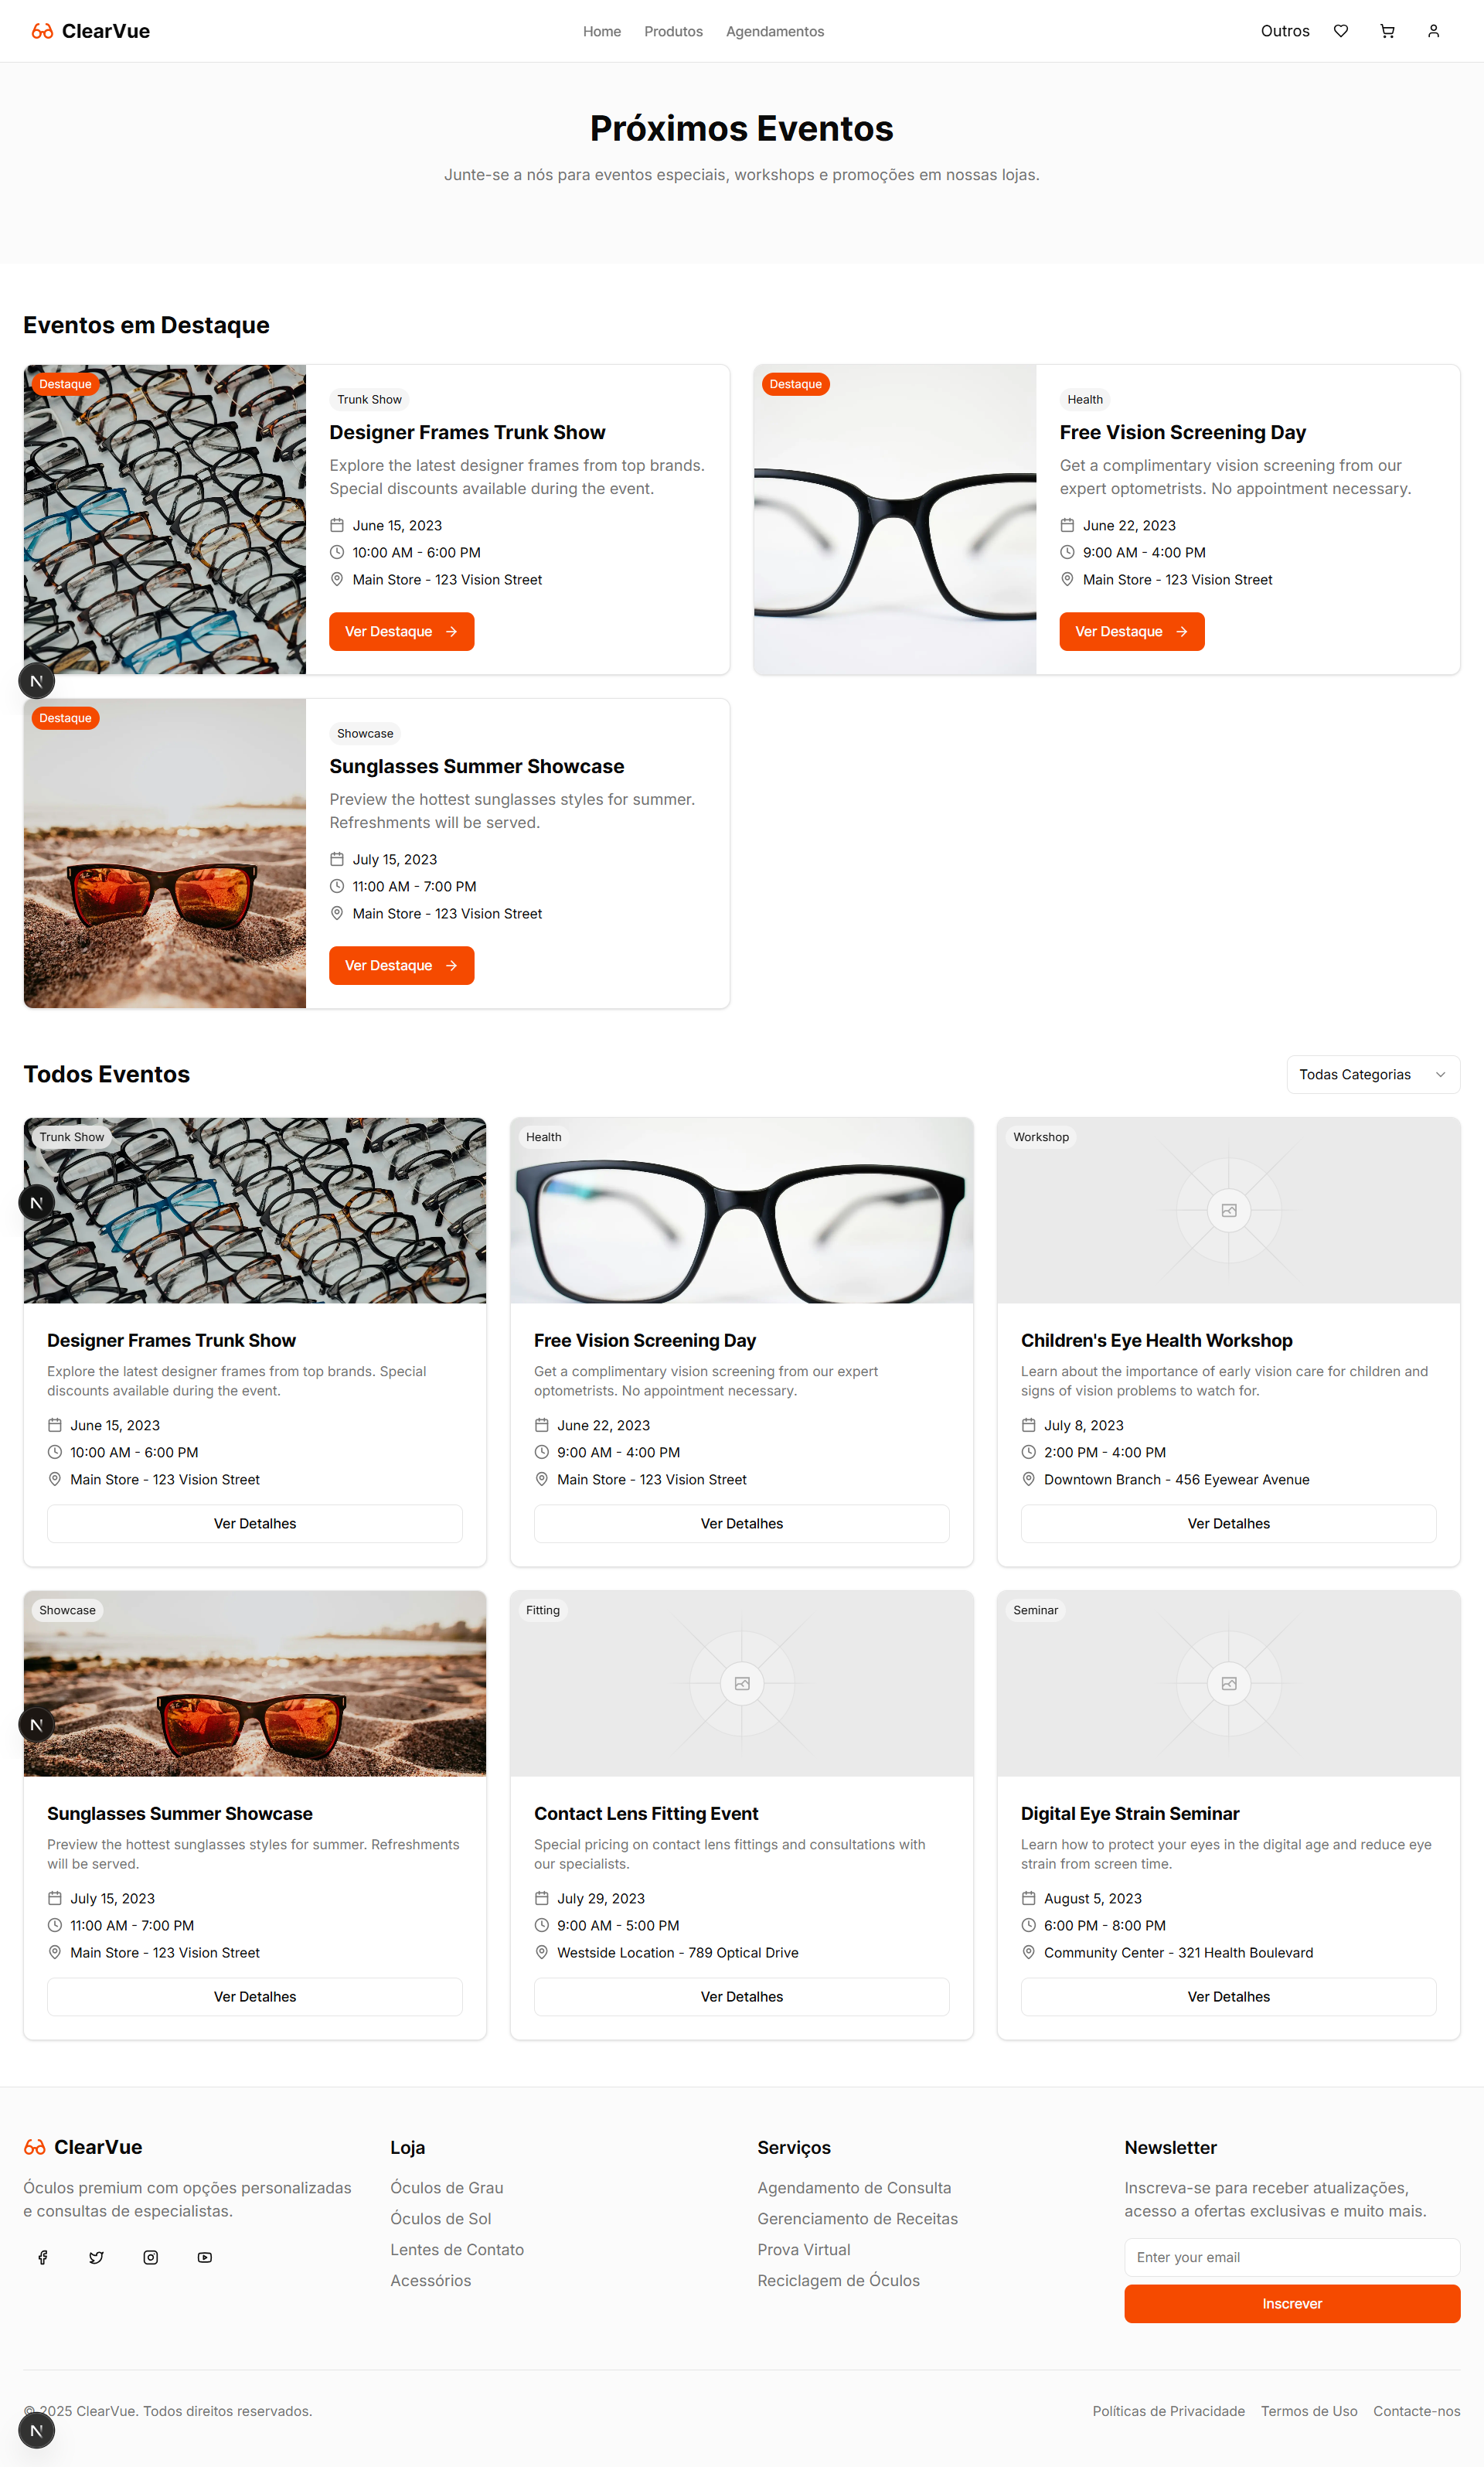 ClearVue
Home Produtos Agendamentos
Outros
Próximos Eventos
Junte-se a nós para eventos especiais, workshops e promoções em nossas lojas.
Eventos em Destaque
Destaque
Trunk Show
Designer Frames Trunk Show
Explore the latest designer frames from top brands.
Special discounts available during the event.
June 15, 2023
10:00 AM - 6:00 PM
Main Store - 123 Vision Street
Ver Destaque
Destaque
Health
Free Vision Screening Day
Get a complimentary vision screening from our
expert optometrists. No appointment necessary.
June 22, 2023
9:00 AM - 4:00 PM
Main Store - 123 Vision Street
Ver Destaque
N
Destaque
Showcase
Sunglasses Summer Showcase
Preview the hottest sunglasses styles for summer.
Refreshments will be served.
July 15, 2023
11:00 AM - 7:00 PM
Main Store - 123 Vision Street
Ver Destaque
Todos Eventos
Todas Categorias
Trunk Show
N
Designer Frames Trunk Show
Explore the latest designer frames from top brands. Special
discounts available during the event.
June 15, 2023
10:00 AM - 6:00 PM
Main Store - 123 Vision Street
Ver Detalhes
Health
Free Vision Screening Day
Get a complimentary vision screening from our expert
optometrists. No appointment necessary.
June 22, 2023
9:00 AM - 4:00 PM
Main Store - 123 Vision Street
Ver Detalhes
Workshop
Children's Eye Health Workshop
Learn about the importance of early vision care for children and
signs of vision problems to watch for.
July 8, 2023
2:00 PM - 4:00 PM
Downtown Branch - 456 Eyewear Avenue
Ver Detalhes
Showcase
N
Sunglasses Summer Showcase
Preview the hottest sunglasses styles for summer. Refreshments
will be served.
July 15, 2023
11:00 AM - 7:00 PM
Main Store - 123 Vision Street
Ver Detalhes
Fitting
Contact Lens Fitting Event
Special pricing on contact lens fittings and consultations with
our specialists.
July 29, 2023
9:00 AM - 5:00 PM
Westside Location - 789 Optical Drive
Ver Detalhes
Seminar
Digital Eye Strain Seminar
Learn how to protect your eyes in the digital age and reduce eye
strain from screen time.
August 5, 2023
6:00 PM - 8:00 PM
Community Center - 321 Health Boulevard
Ver Detalhes
ClearVue
Óculos premium com opções personalizadas
e consultas de especialistas.
Loja
Óculos de Grau
Óculos de Sol
Lentes de Contato
Acessórios
Serviços
Agendamento de Consulta
Gerenciamento de Receitas
Prova Virtual
Reciclagem de Óculos
Newsletter
Inscreva-se para receber atualizações,
acesso a ofertas exclusivas e muito mais.
Enter your email
Inscrever
© 2025 ClearVue. Todos direitos reservados.
Políticas de Privacidade Termos de Uso Contacte-nos
N